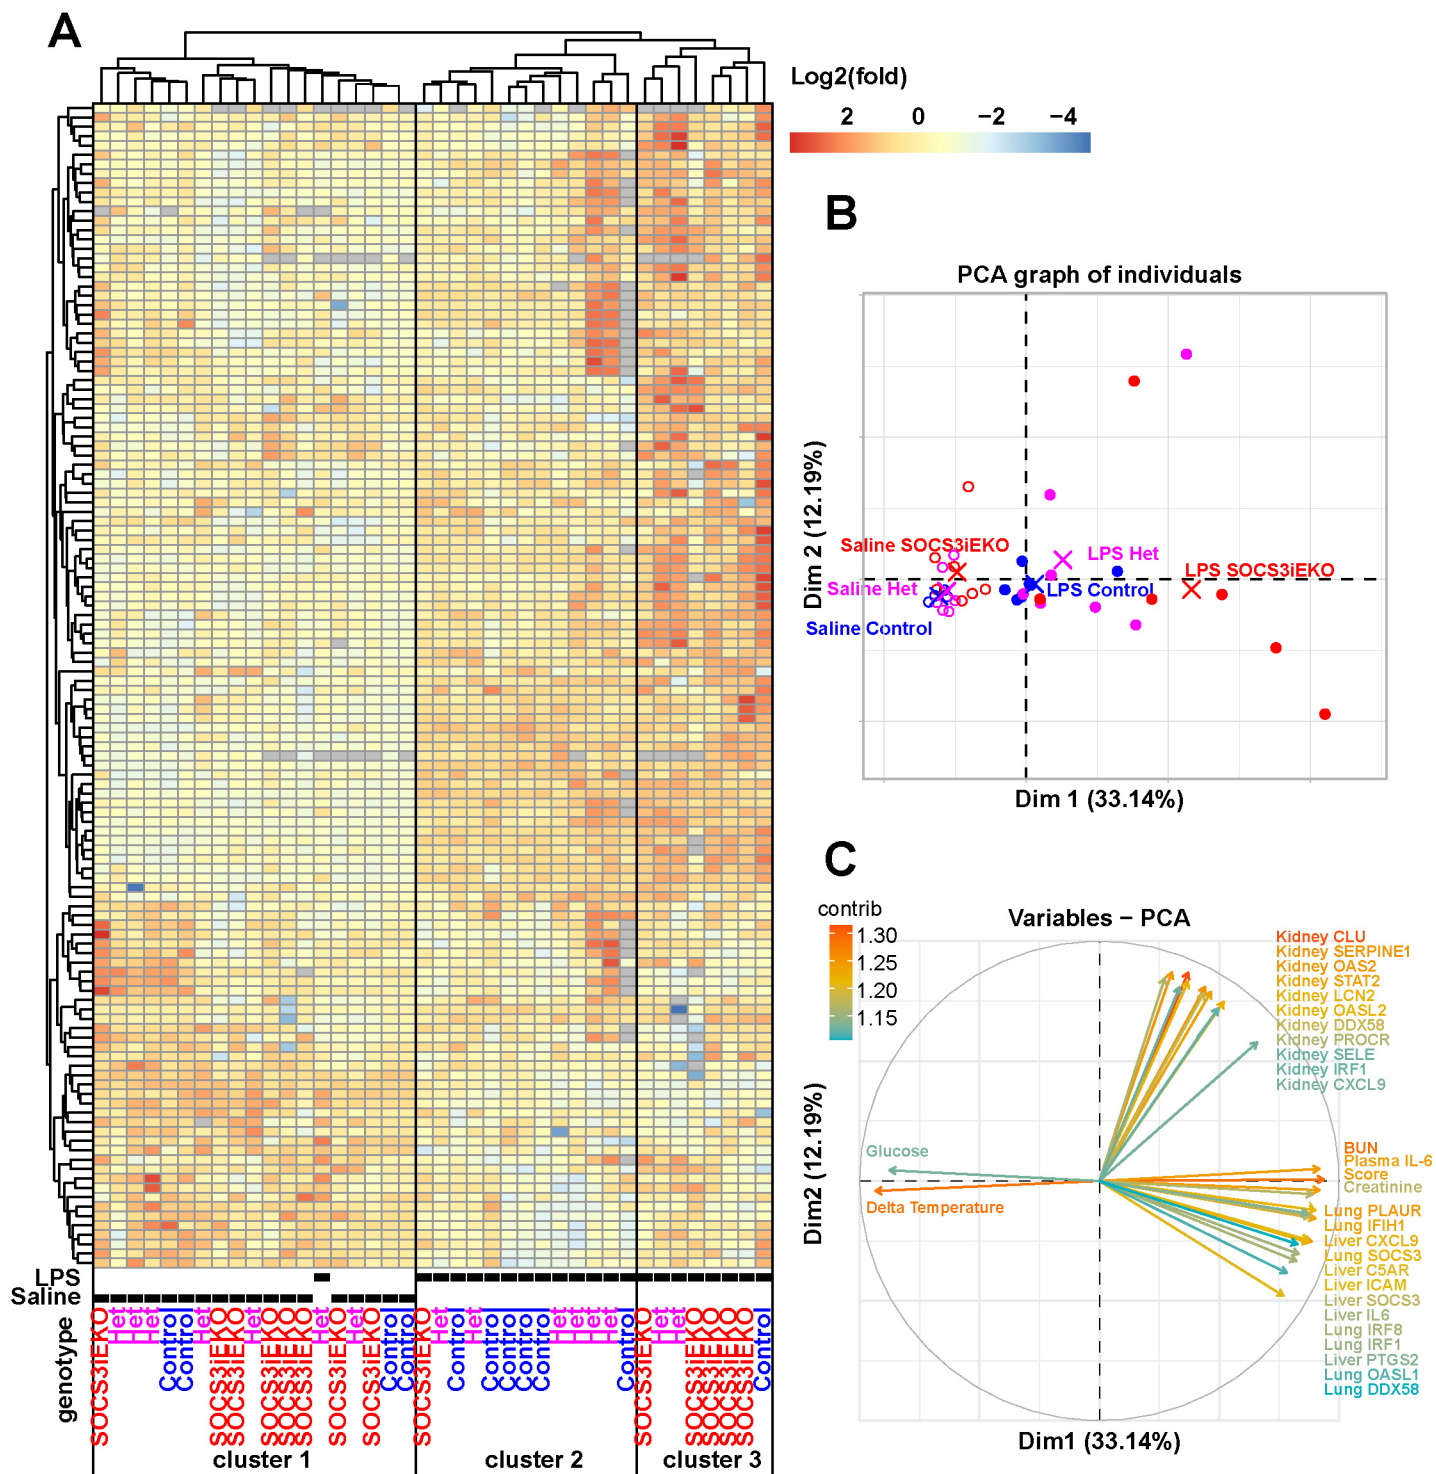 A
Log2(fold)
2 0 −2 −4
B
PCA graph of individuals
Dim 2 (12.19%)
Saline SOCS3iEKO
LPS Het
LPS SOCS3iEKO
Saline Het
LPS Control
Saline Control
Dim 1 (33.14%)
C
contrib
Variables − PCA
1.30
1.25
1.20
1.15
Kidney CLU
Kidney SERPINE1
Kidney OAS2
Kidney STAT2
Kidney LCN2
Kidney OASL2
Kidney DDX58
Kidney PROCR
Kidney SELE
Kidney IRF1
Kidney CXCL9
Dim2 (12.19%)
Glucose
Delta Temperature
BUN
Plasma IL-6
Score
Creatinine
Lung PLAUR
Lung IFIH1
Liver CXCL9
Lung SOCS3
Liver C5AR
Liver ICAM
Liver SOCS3
Liver IL6
Lung IRF8
Lung IRF1
Liver PTGS2
Lung OASL1
Lung DDX58
Dim1 (33.14%)
LPS
Saline
genotype
SOCS3iEKO
Het
Het
Het
Control
Control
Het
SOCS3iEKO
SOCS3iEKO
Het
SOCS3iEKO
SOCS3iEKO
SOCS3iEKO
Het
SOCS3iEKO
Het
SOCS3iEKO
Control
Control
SOCS3iEKO
Het
Control
Het
Control
Control
Control
Control
Het
Het
Het
Het
Control
SOCS3iEKO
Het
Het
SOCS3iEKO
SOCS3iEKO
SOCS3iEKO
SOCS3iEKO
Control
cluster 1
cluster 2
cluster 3